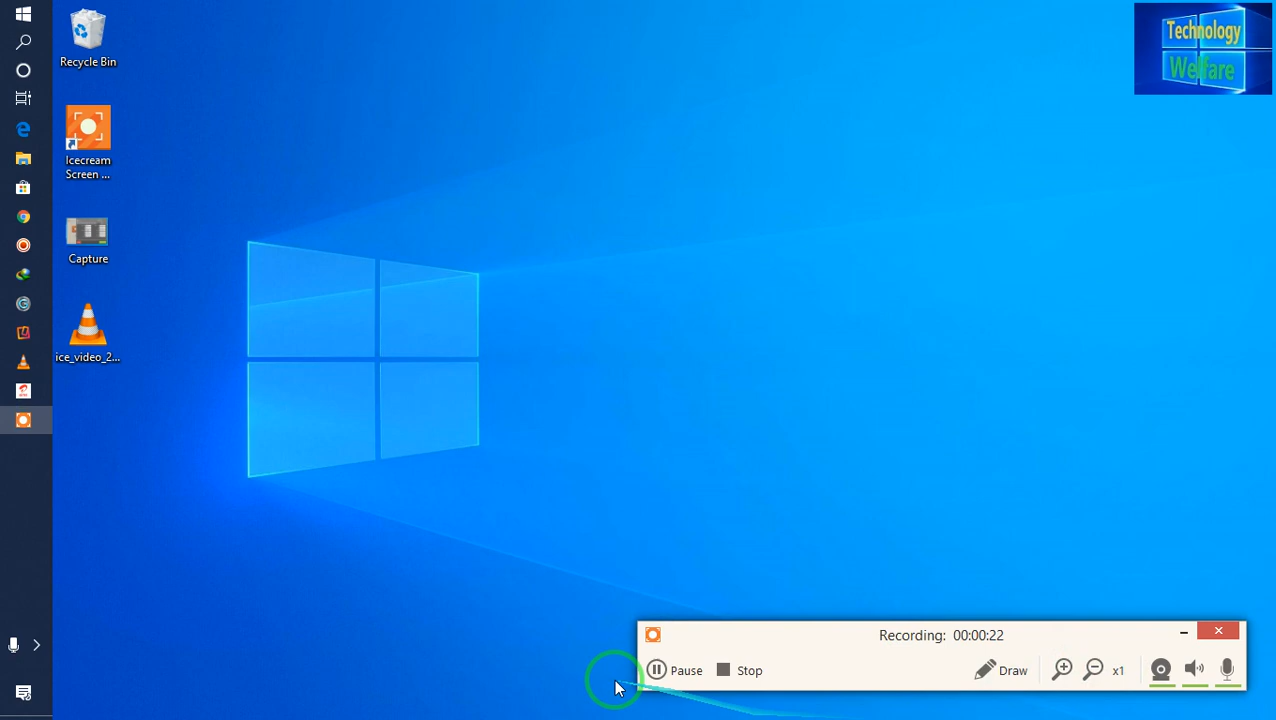 Recycle Bin
Icecream
Screen ...
Capture
ice_video_2...
Technology
Welfare
Recording: 00:00:22
Pause
Stop
Draw
x1